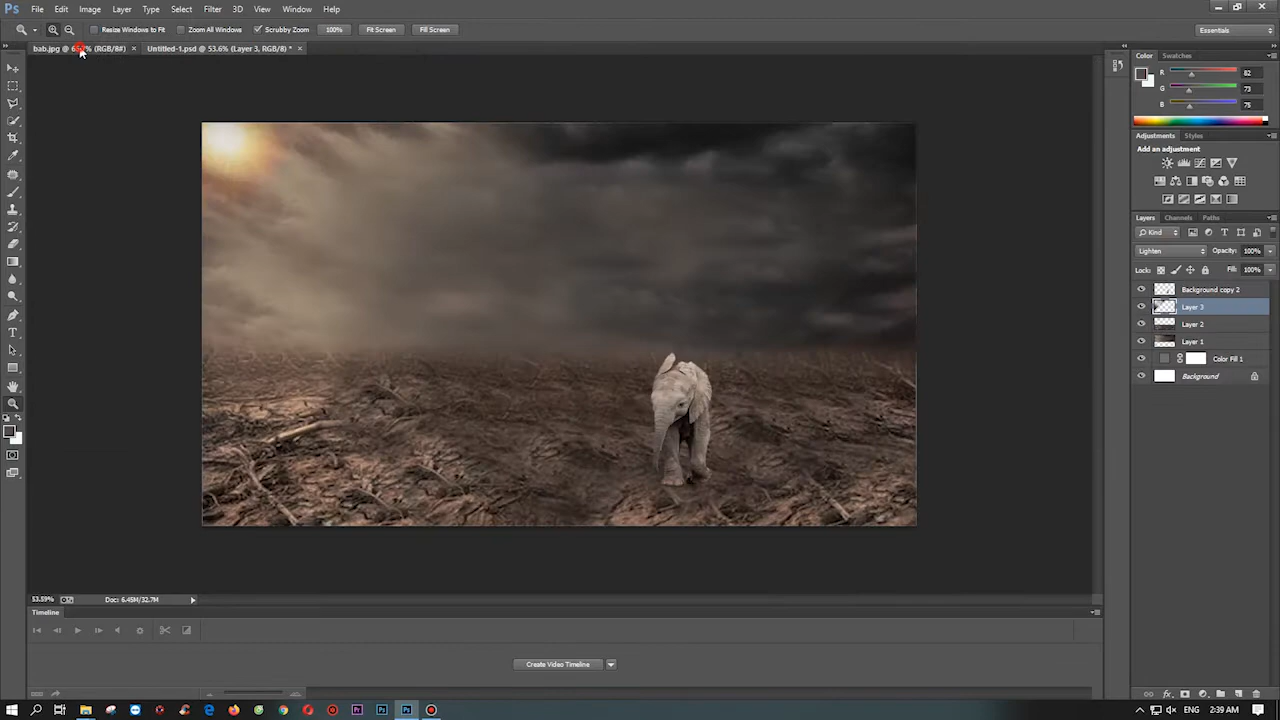 Ps File Edit Image Layer Type Select Filter 3D View Window Help
Resize Windows to Fit Zoom All Windows Scrubby Zoom 100% Fit Screen Fill Screen Essentials
bab.jpg @ (RGB/8#) × Untitled-1.psd @ 53.6% (Layer 3, RGB/8) * ×
Color Swatches
R 82
G 73
B 75
Adjustments Styles
Add an adjustment
Layers Channels Paths
Kind
Lighten Opacity: 100%
Lock: Fill: 100%
Background copy 2
Layer 3
Layer 2
Layer 1
Color Fill 1
Background
53.59% Doc: 6.45M/32.7M
Timeline
Create Video Timeline
2:39 AM